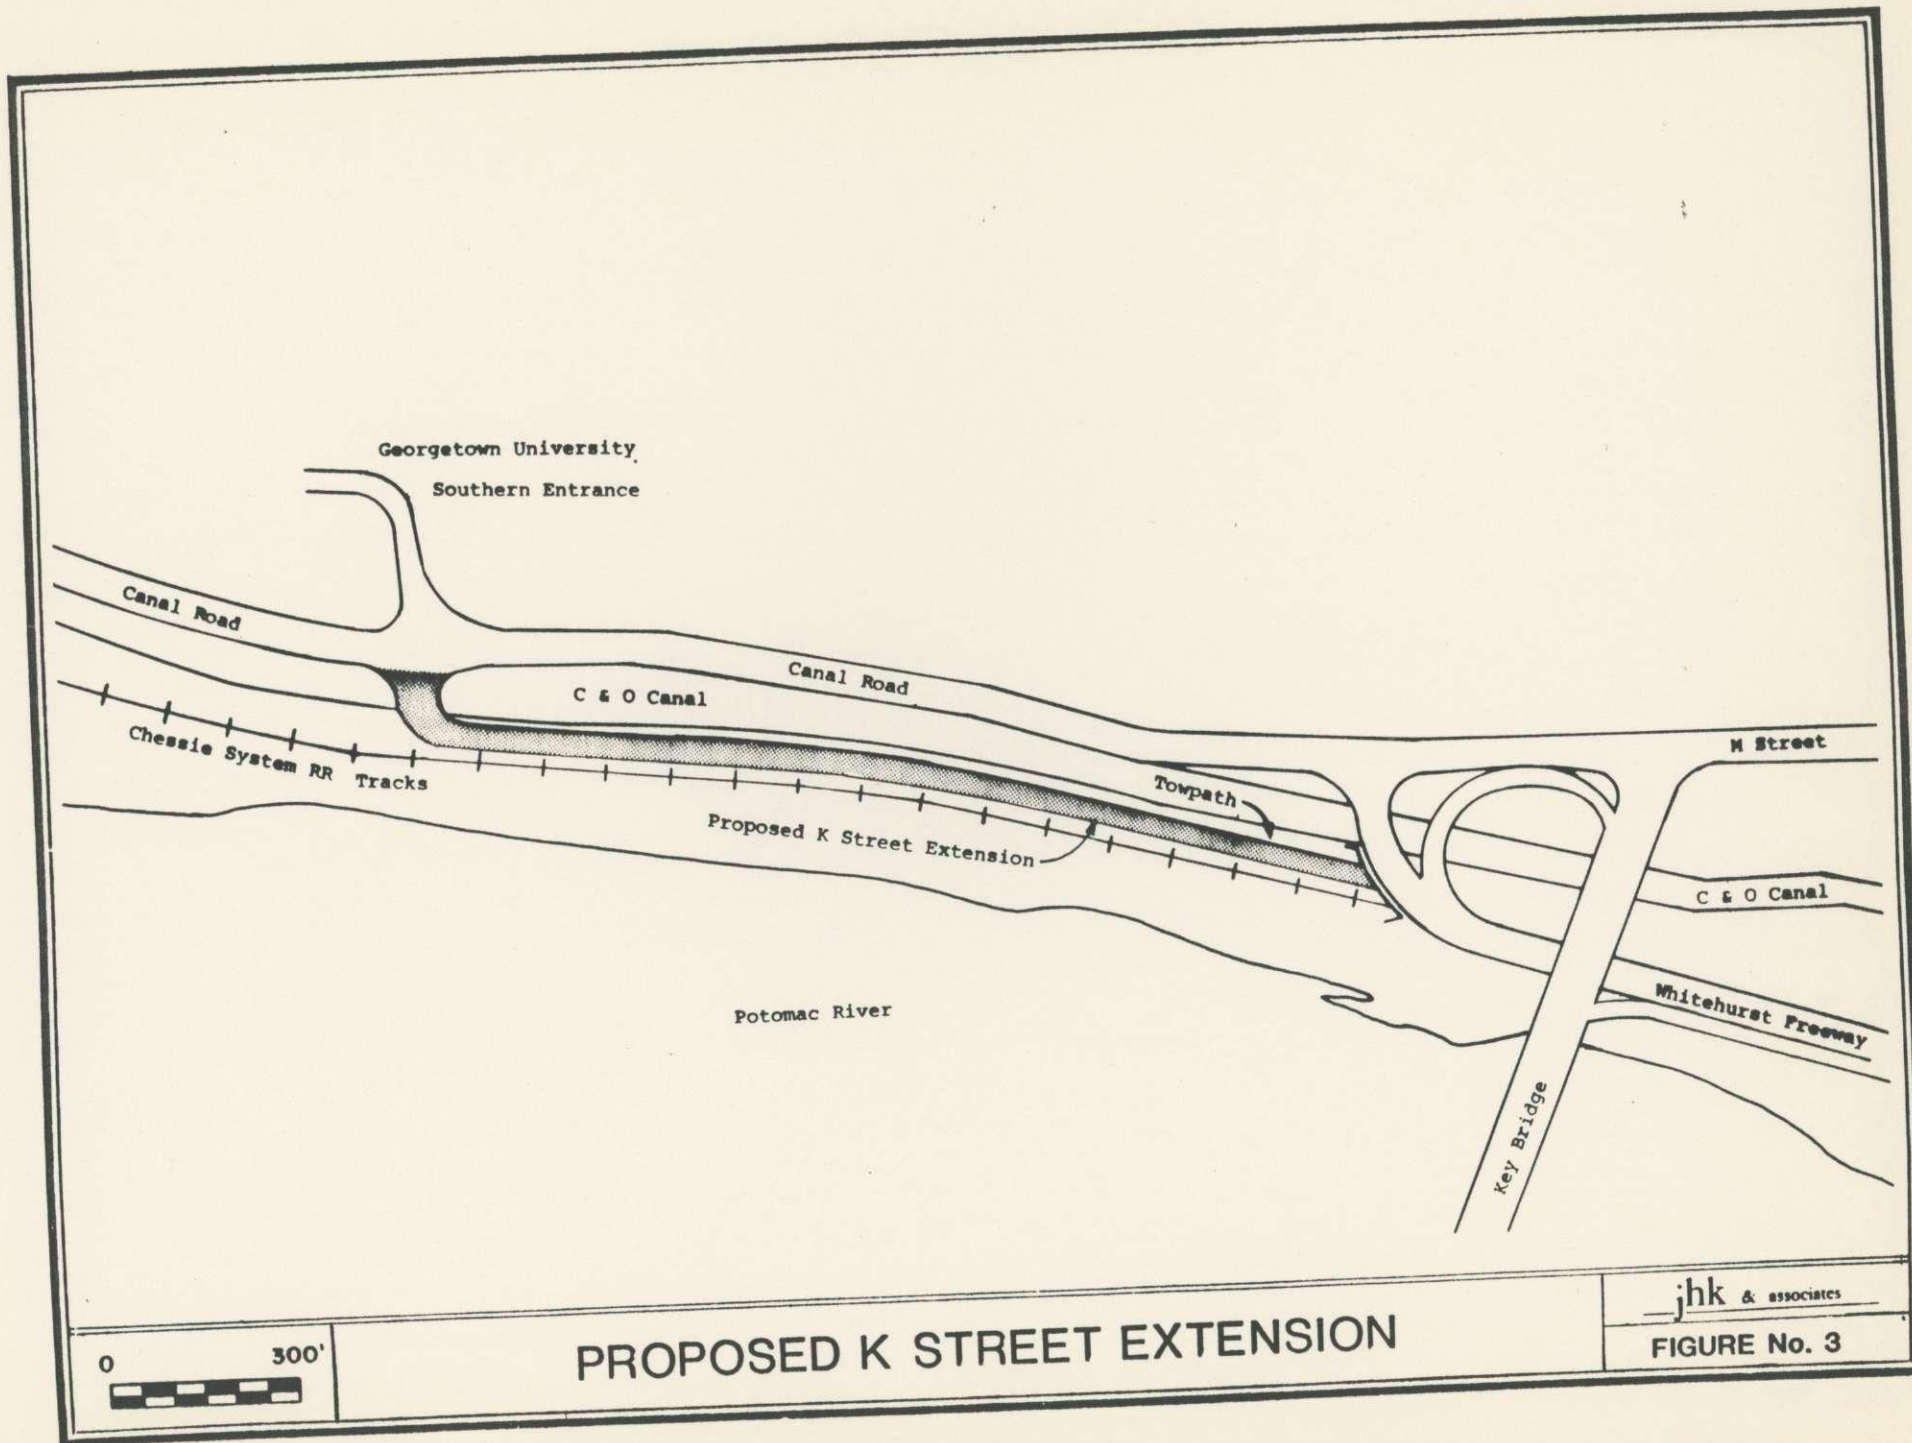 Georgetown University
Southern Entrance
Canal Road
C & O Canal
Canal Road
M Street
Chessie System RR Tracks
Towpath
Proposed K Street Extension
C & O Canal
Whitehurst Freeway
Potomac River
Key Bridge
0 300'
PROPOSED K STREET EXTENSION
jhk & associates
FIGURE No. 3